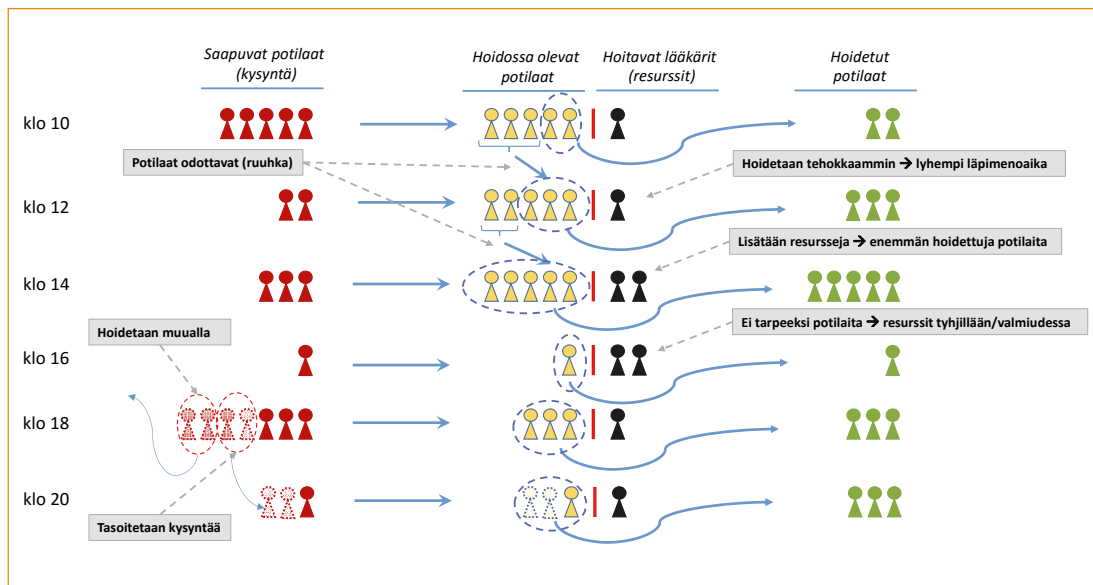 Saapuvat potilaat
(kysyntä)
Hoidossa olevat
potilaat
Hoitavat lääkärit
(resurssit)
Hoidetut
potilaat
klo 10
Potilaat odottavat (ruuhka)
Hoidetaan tehokkaammin → lyhempi läpimenoaika
klo 12
Lisätään resursseja → enemmän hoidettuja potilaita
klo 14
Ei tarpeeksi potilaita → resurssit tyhjillään/valmiudessa
Hoidetaan muualla
klo 16
klo 18
klo 20
Tasoitetaan kysyntää